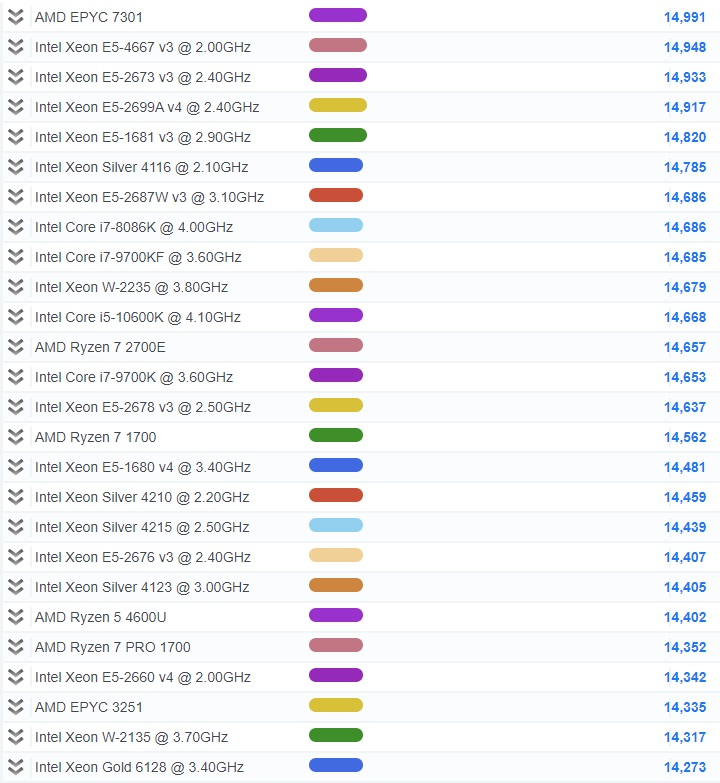 AMD EPYC 7301 14,991
Intel Xeon E5-4667 v3 @ 2.00GHz 14,948
Intel Xeon E5-2673 v3 @ 2.40GHz 14,933
Intel Xeon E5-2699A v4 @ 2.40GHz 14,917
Intel Xeon E5-1681 v3 @ 2.90GHz 14,820
Intel Xeon Silver 4116 @ 2.10GHz 14,785
Intel Xeon E5-2687W v3 @ 3.10GHz 14,686
Intel Core i7-8086K @ 4.00GHz 14,686
Intel Core i7-9700KF @ 3.60GHz 14,685
Intel Xeon W-2235 @ 3.80GHz 14,679
Intel Core i5-10600K @ 4.10GHz 14,668
AMD Ryzen 7 2700E 14,657
Intel Core i7-9700K @ 3.60GHz 14,653
Intel Xeon E5-2678 v3 @ 2.50GHz 14,637
AMD Ryzen 7 1700 14,562
Intel Xeon E5-1680 v4 @ 3.40GHz 14,481
Intel Xeon Silver 4210 @ 2.20GHz 14,459
Intel Xeon Silver 4215 @ 2.50GHz 14,439
Intel Xeon E5-2676 v3 @ 2.40GHz 14,407
Intel Xeon Silver 4123 @ 3.00GHz 14,405
AMD Ryzen 5 4600U 14,402
AMD Ryzen 7 PRO 1700 14,352
Intel Xeon E5-2660 v4 @ 2.00GHz 14,342
AMD EPYC 3251 14,335
Intel Xeon W-2135 @ 3.70GHz 14,317
Intel Xeon Gold 6128 @ 3.40GHz 14,273